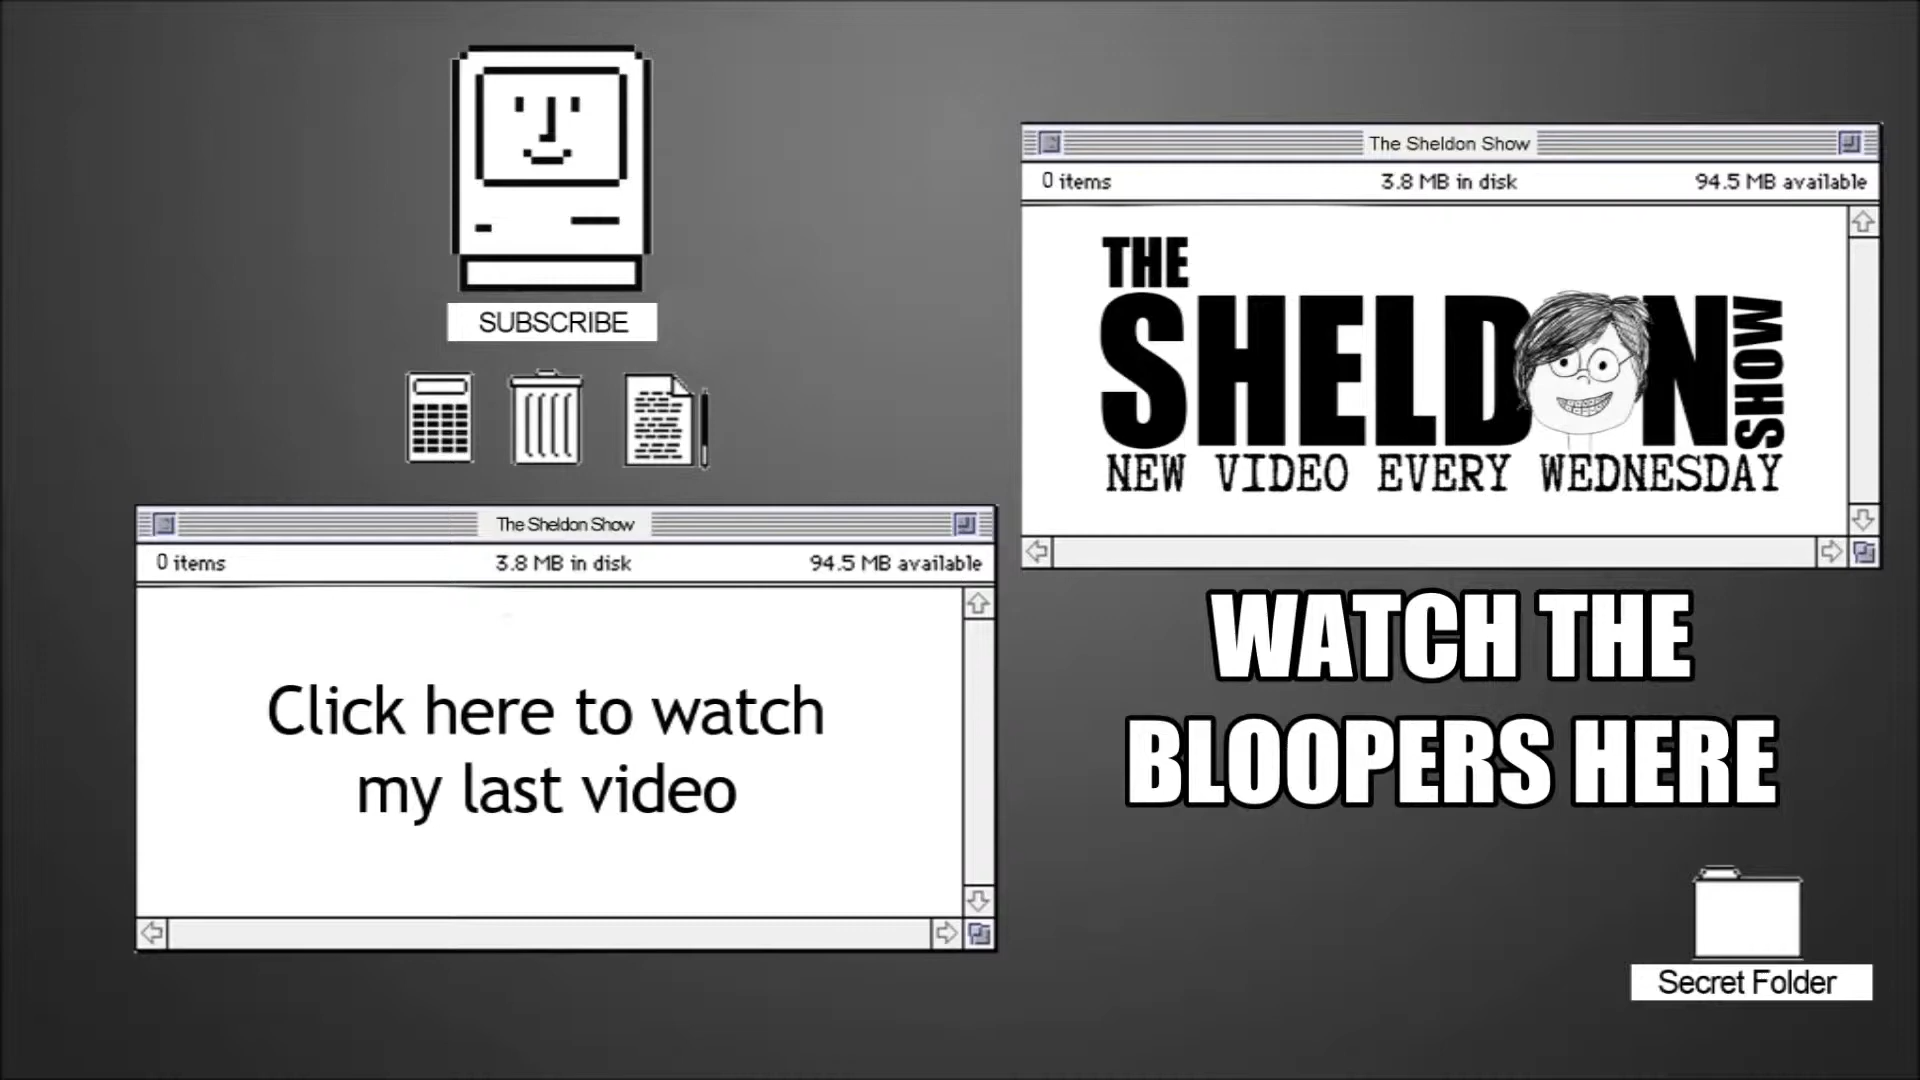 SUBSCRIBE
The Sheldon Show
0 items 3.8 MB in disk 94.5 MB available
Click here to watch
my last video
The Sheldon Show
0 items 3.8 MB in disk 94.5 MB available
THE
SHELDON SHOW
NEW VIDEO EVERY WEDNESDAY
WATCH THE
BLOOPERS HERE
Secret Folder